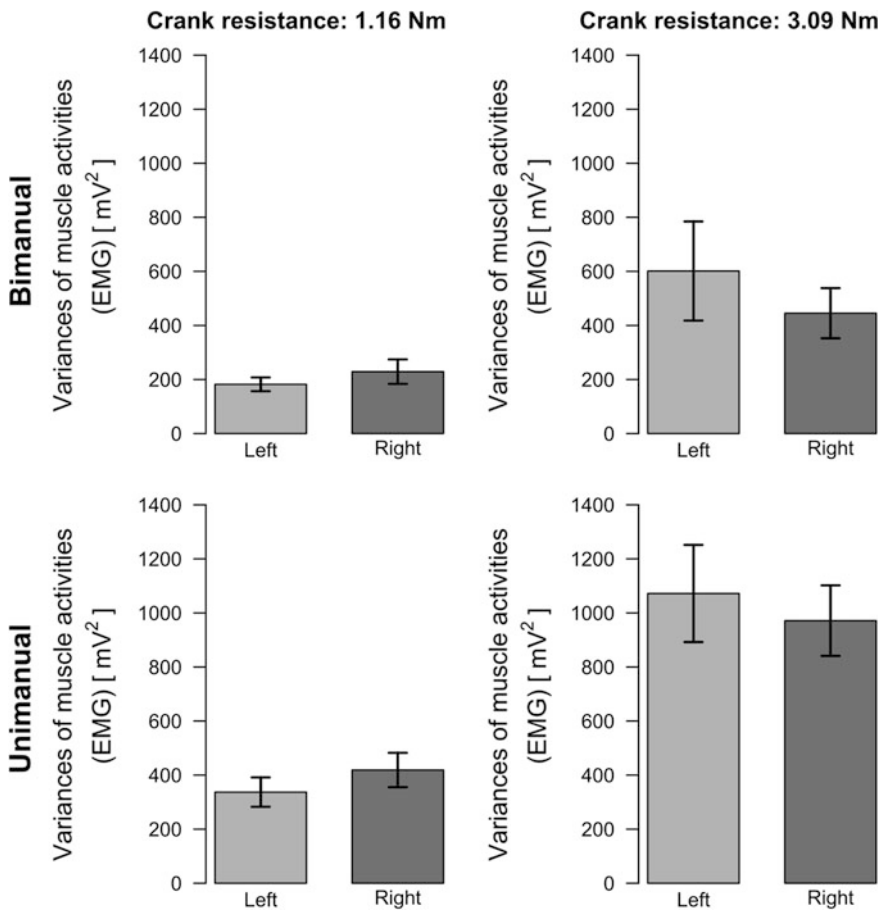 Crank resistance: 1.16 Nm
Crank resistance: 3.09 Nm
Bimanual
Variances of muscle activities
(EMG) [ mV² ]
1400
1200
1000
800
600
400
200
0
Left
Right
Variances of muscle activities
(EMG) [ mV² ]
1400
1200
1000
800
600
400
200
0
Left
Right
Unimanual
Variances of muscle activities
(EMG) [ mV² ]
1400
1200
1000
800
600
400
200
0
Left
Right
Variances of muscle activities
(EMG) [ mV² ]
1400
1200
1000
800
600
400
200
0
Left
Right